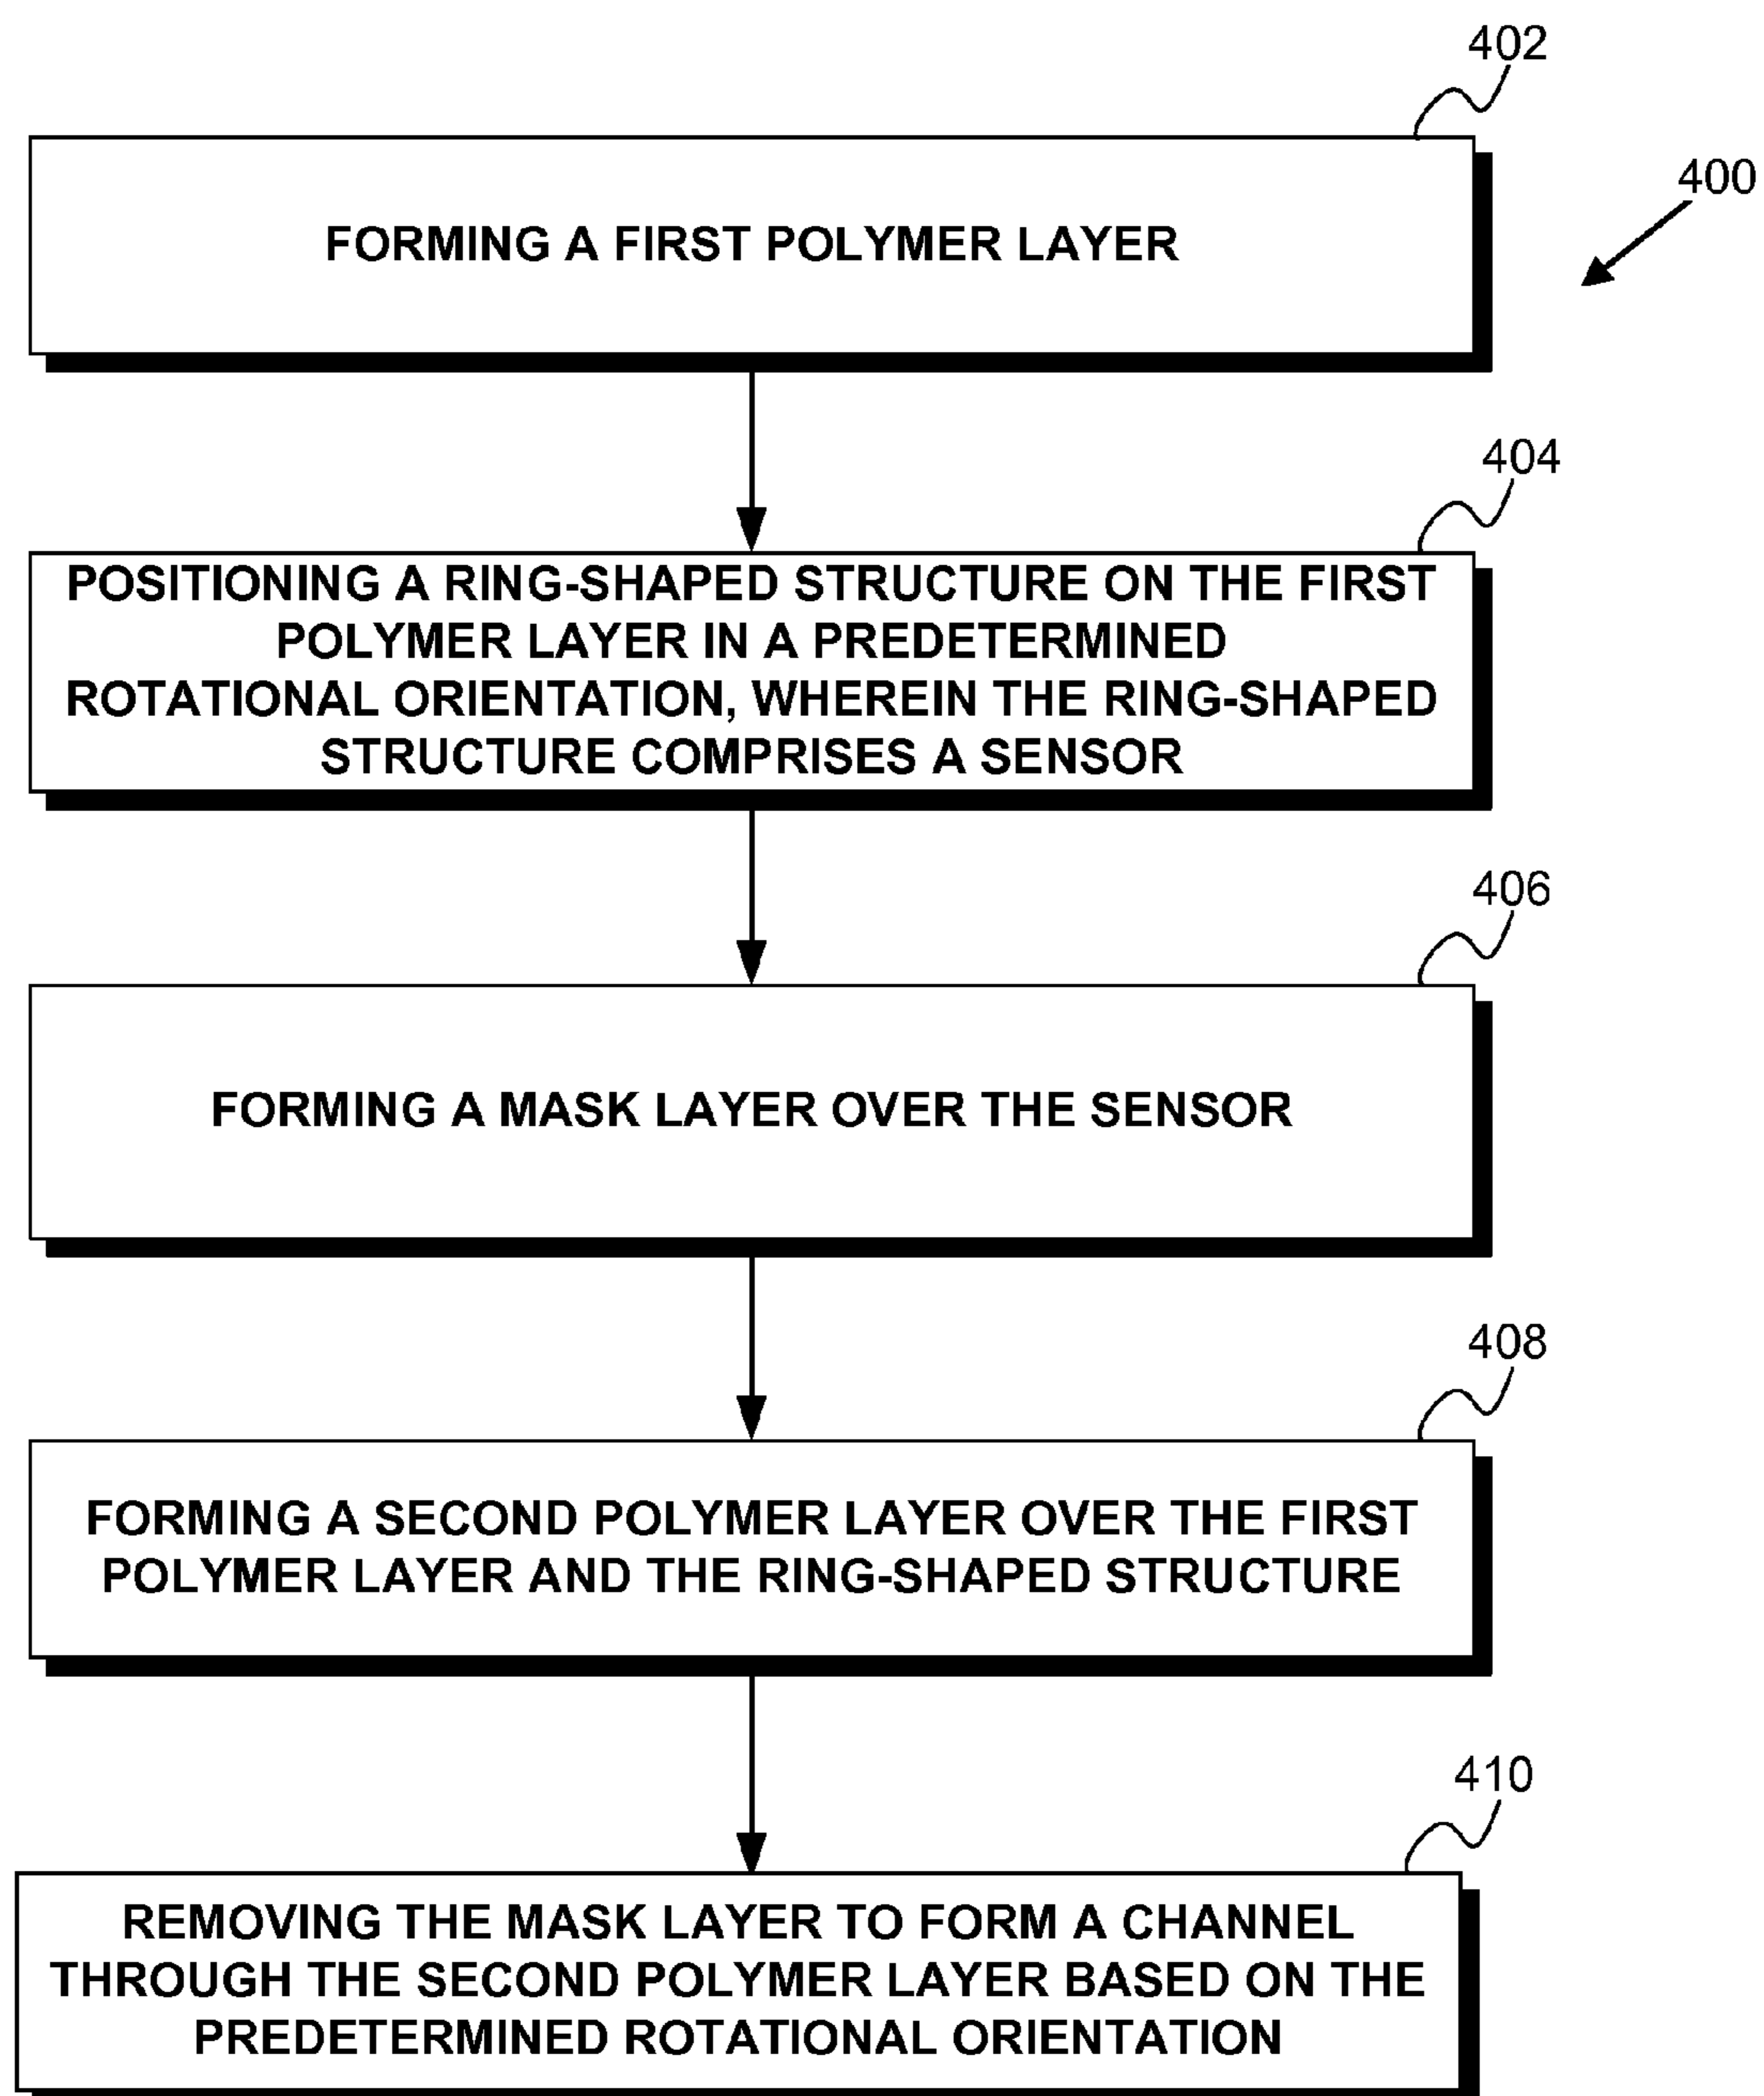 402
400
FORMING A FIRST POLYMER LAYER
404
POSITIONING A RING-SHAPED STRUCTURE ON THE FIRST
POLYMER LAYER IN A PREDETERMINED
ROTATIONAL ORIENTATION, WHEREIN THE RING-SHAPED
STRUCTURE COMPRISES A SENSOR
406
FORMING A MASK LAYER OVER THE SENSOR
408
FORMING A SECOND POLYMER LAYER OVER THE FIRST
POLYMER LAYER AND THE RING-SHAPED STRUCTURE
410
REMOVING THE MASK LAYER TO FORM A CHANNEL
THROUGH THE SECOND POLYMER LAYER BASED ON THE
PREDETERMINED ROTATIONAL ORIENTATION